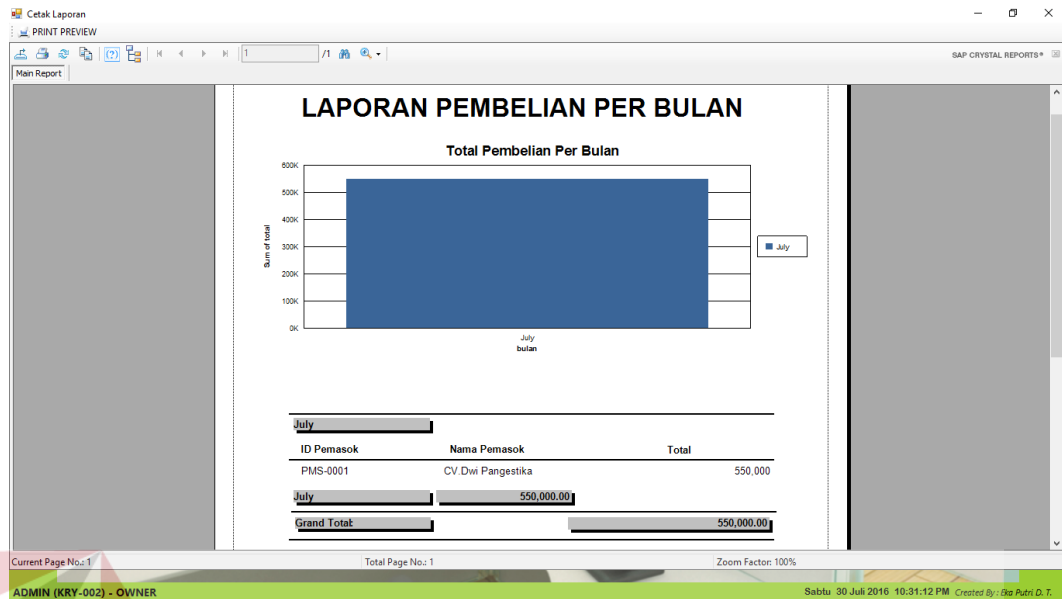 Cetak Laporan
PRINT PREVIEW
1 /1 SAP CRYSTAL REPORTS®
Main Report
LAPORAN PEMBELIAN PER BULAN
Total Pembelian Per Bulan
600K
500K
400K
300K
200K
100K
0K
Sum of total
July
July
bulan
July
ID Pemasok Nama Pemasok Total
PMS-0001 CV.Dwi Pangestika 550,000
July 550,000.00
Grand Total: 550,000.00
Current Page No.: 1 Total Page No.: 1 Zoom Factor: 100%
ADMIN (KRY-002) - OWNER Sabtu 30 Juli 2016 10:31:12 PM Created By : Eka Putri D. T.